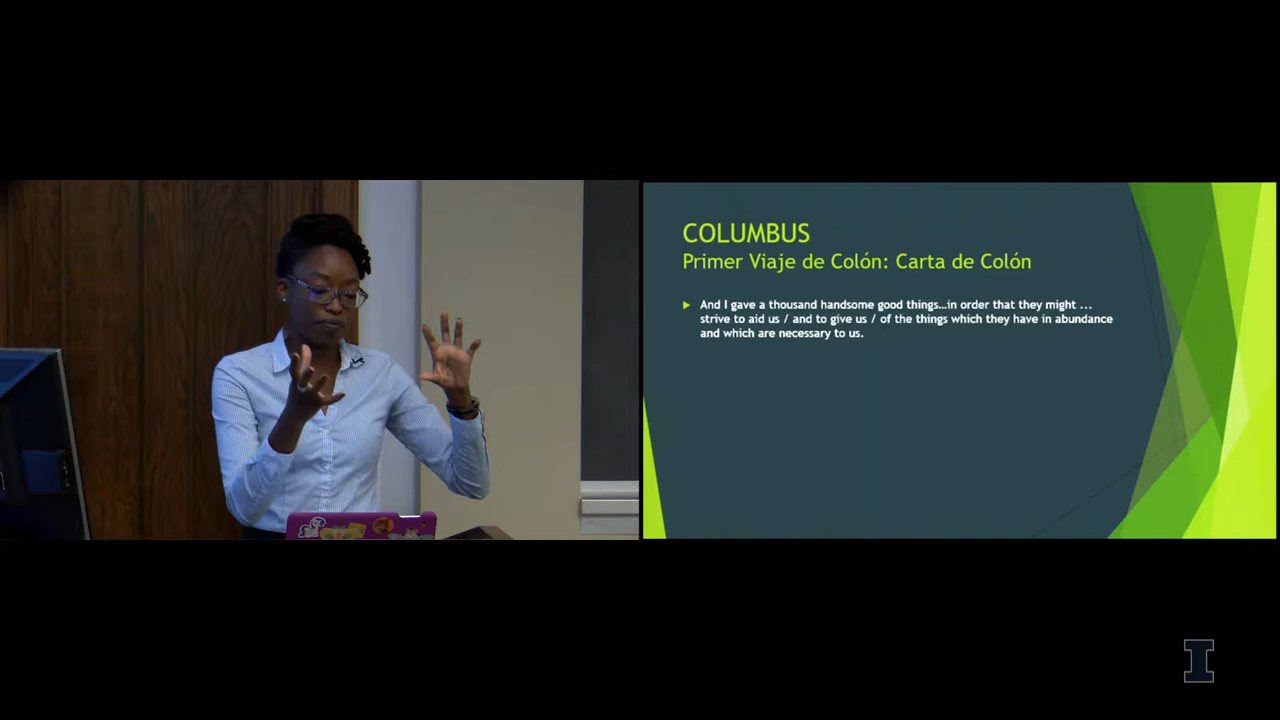 COLUMBUS
Primer Viaje de Colón: Carta de Colón
And I gave a thousand handsome good things…in order that they might ...
strive to aid us / and to give us / of the things which they have in abundance
and which are necessary to us.
I